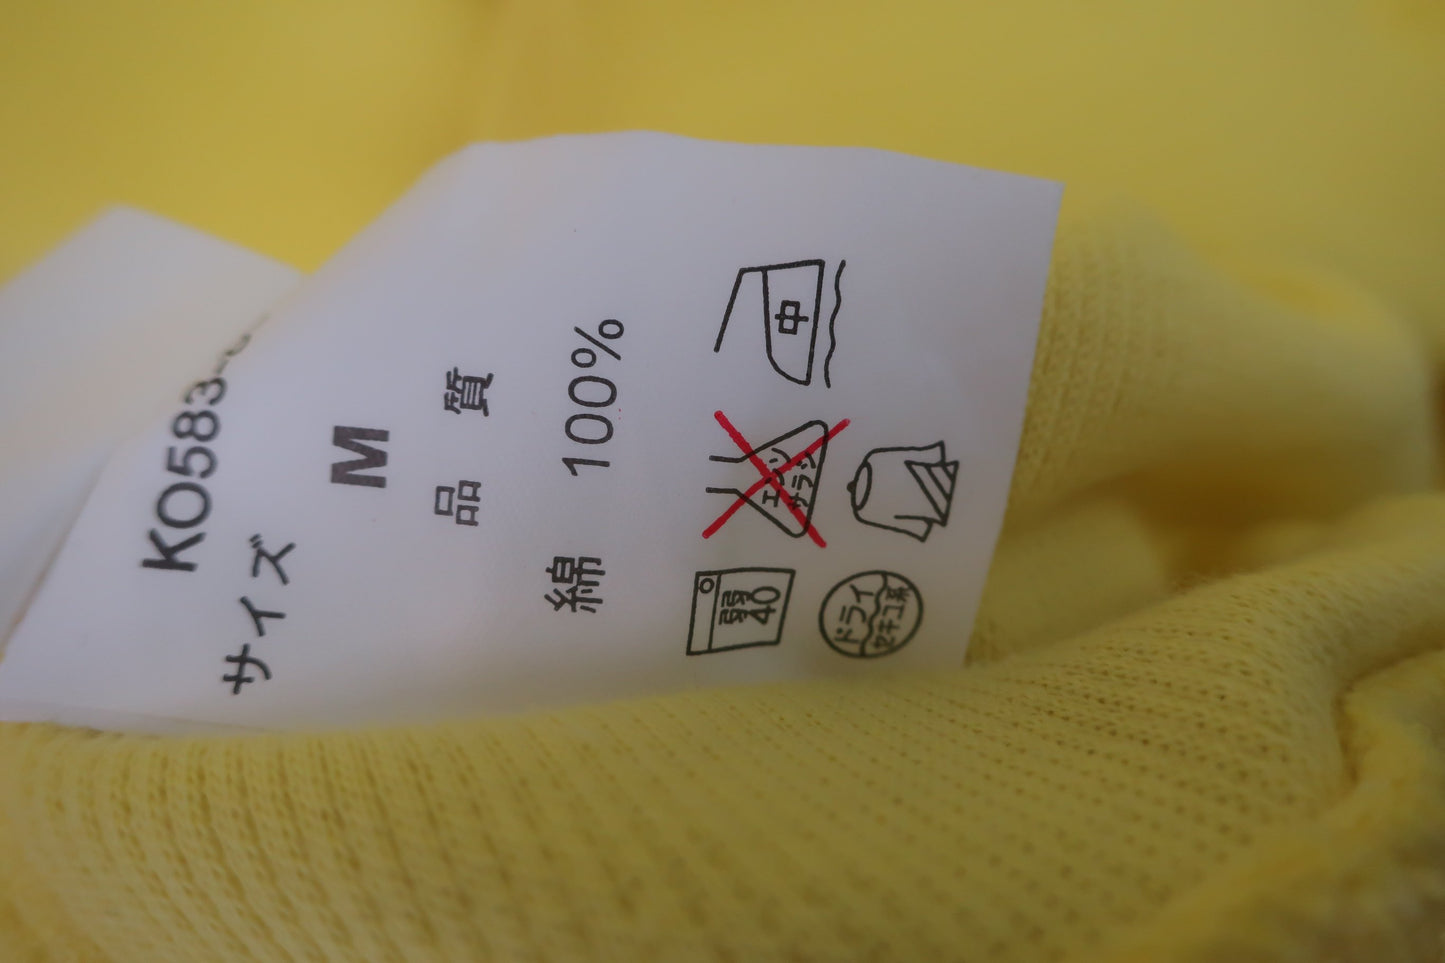 KO583
サイズ
M
品 質
綿 100%
弱
40
エンソ
サラシ
中
ドライ
セキユ系